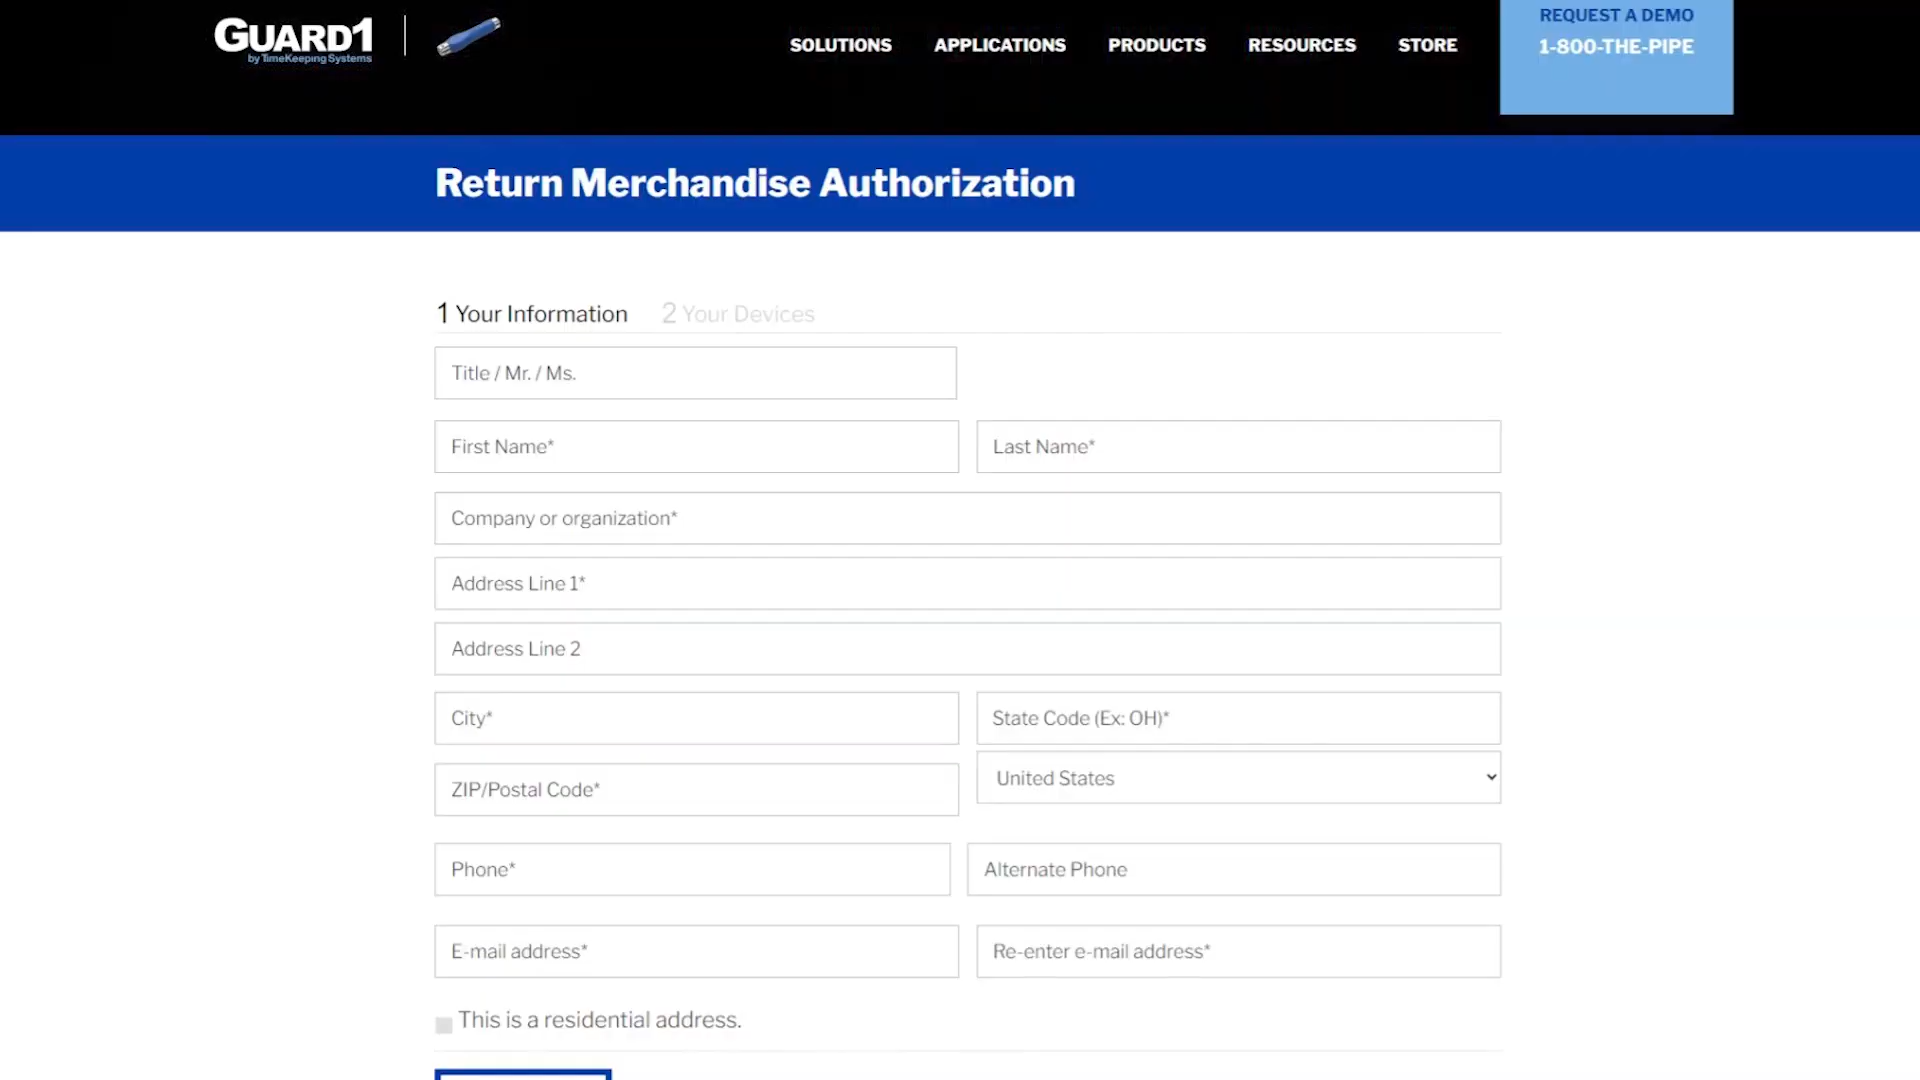 GUARD1
by TimeKeeping Systems
SOLUTIONS
APPLICATIONS
PRODUCTS
RESOURCES
STORE
REQUEST A DEMO
1-800-THE-PIPE
Return Merchandise Authorization
1 Your Information
2 Your Devices
Title / Mr. / Ms.
First Name*
Last Name*
Company or organization*
Address Line 1*
Address Line 2
City*
State Code (Ex: OH)*
ZIP/Postal Code*
United States
Phone*
Alternate Phone
E-mail address*
Re-enter e-mail address*
This is a residential address.